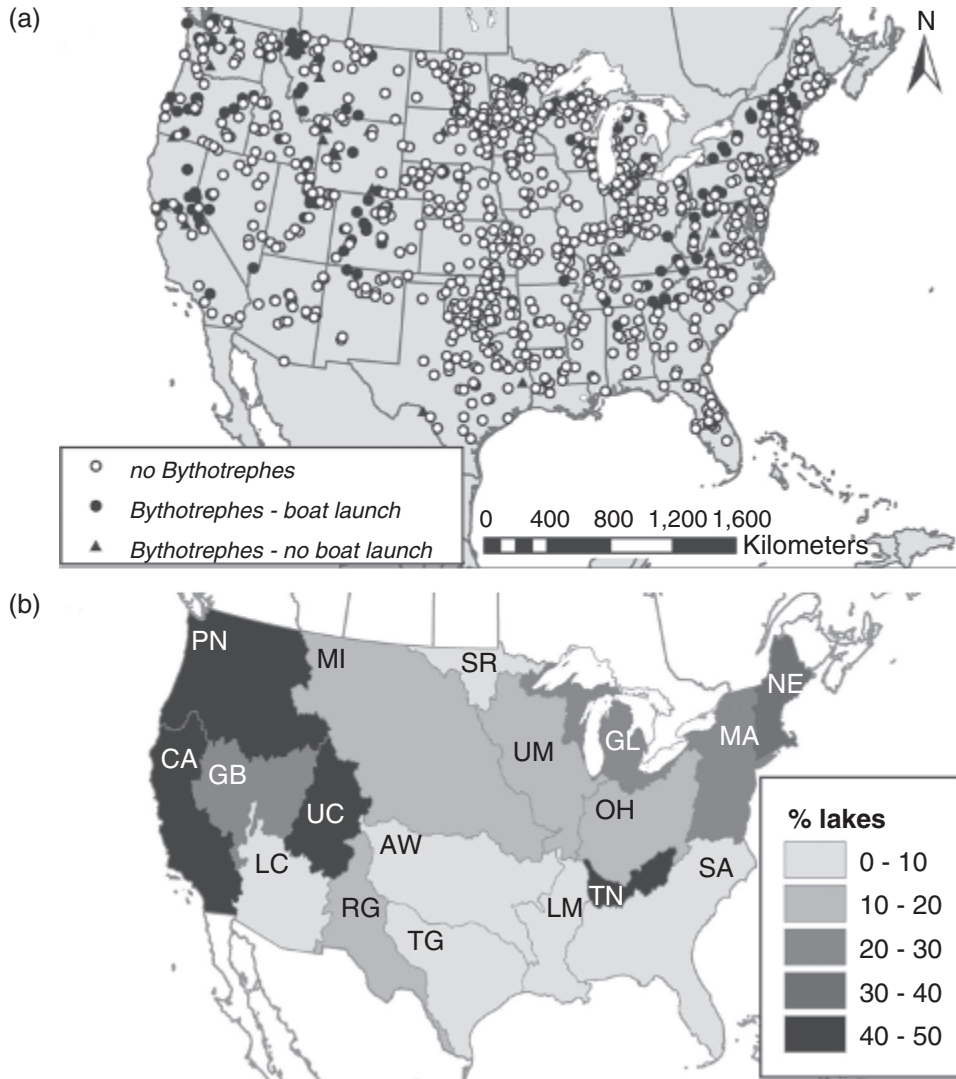 (a)
N
no Bythotrephes
Bythotrephes - boat launch
Bythotrephes - no boat launch
0 400 800 1,200 1,600
Kilometers
(b)
PN
MI
SR
NE
CA
GB
UM
GL
MA
UC
OH
LC
AW
SA
RG
LM
TN
TG
% lakes
0 - 10
10 - 20
20 - 30
30 - 40
40 - 50